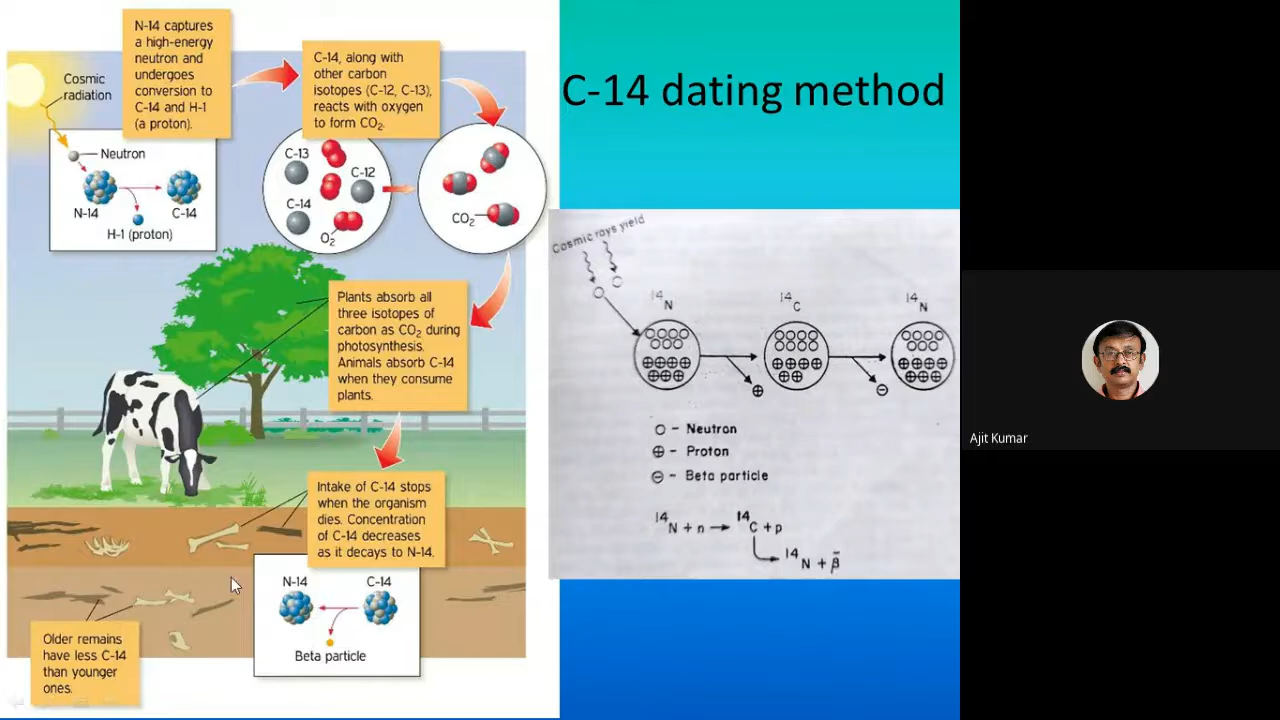 C-14 dating method
N-14 captures
a high-energy
neutron and
undergoes
conversion to
C-14 and H-1
(a proton).
Cosmic
radiation
Neutron
N-14
C-14
H-1 (proton)
C-14, along with
other carbon
isotopes (C-12, C-13),
reacts with oxygen
to form CO₂.
C-13
C-12
C-14
O₂
CO₂
Plants absorb all
three isotopes of
carbon as CO₂ during
photosynthesis.
Animals absorb C-14
when they consume
plants.
Intake of C-14 stops
when the organism
dies. Concentration
of C-14 decreases
as it decays to N-14.
N-14
C-14
Beta particle
Older remains
have less C-14
than younger
ones.
Cosmic rays yield
¹⁴N
¹⁴C
¹⁴N
○ - Neutron
⊕ - Proton
⊖ - Beta particle
¹⁴N + n → ¹⁴C + p
¹⁴N + β̄
Ajit Kumar